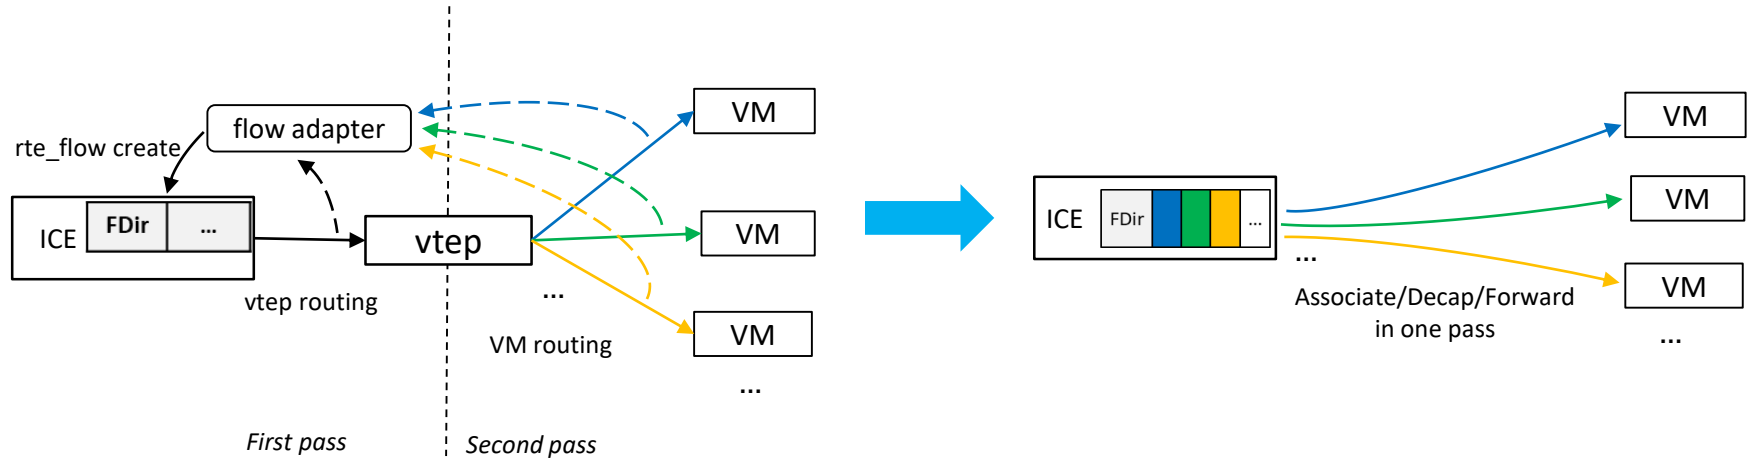 flow adapter
rte_flow create
ICE
FDir
...
vtep routing
vtep
VM
VM
...
VM
VM routing
...
First pass
Second pass
ICE
FDir
...
VM
VM
...
VM
Associate/Decap/Forward
in one pass
...